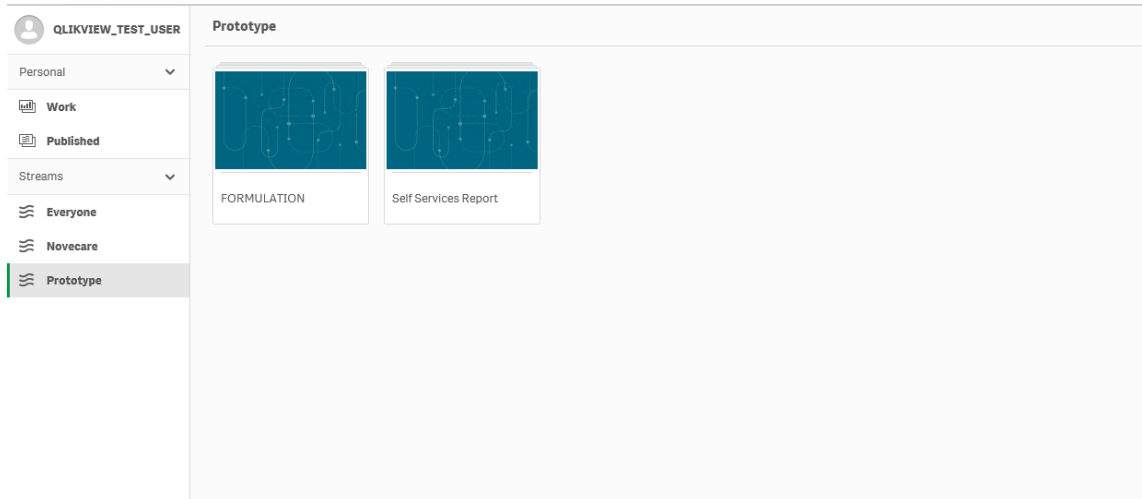 QLIKVIEW_TEST_USER
Personal
Work
Published
Streams
Everyone
Novecare
Prototype
Prototype
FORMULATION
Self Services Report